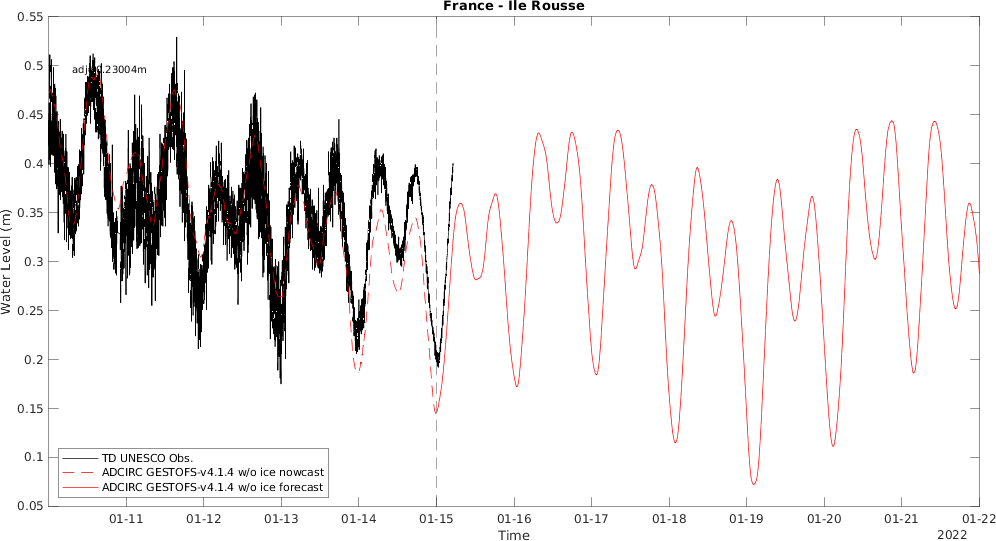 France - Ile Rousse
0.55
0.5
0.45
0.4
0.35
0.3
0.25
0.2
0.15
0.1
0.05
Water Level (m)
TD UNESCO Obs.
ADCIRC GESTOFS-v4.1.4 w/o ice nowcast
ADCIRC GESTOFS-v4.1.4 w/o ice forecast
01-11 01-12 01-13 01-14 01-15 01-16 01-17 01-18 01-19 01-20 01-21 01-22
Time
2022